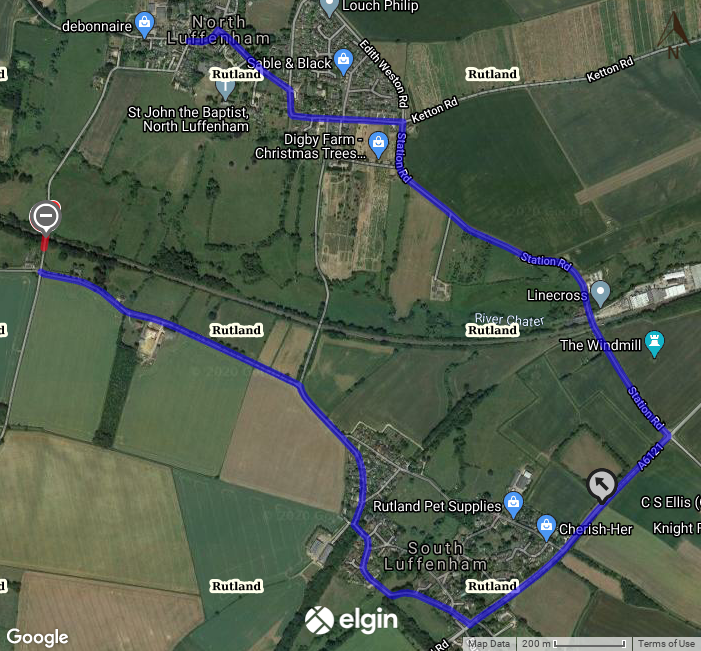 Louch Philip
debonnaire
North
Luffenham
Edith Weston Rd
Sable & Black
Rutland
Rutland
Ketton Rd
N
St John the Baptist,
North Luffenham
Ketton Rd
Digby Farm -
Christmas Trees...
Station Rd
Station Rd
Linecross
River Chater
Rutland
Rutland
The Windmill
Station Rd
A6121
Rutland Pet Supplies
C S Ellis (
Cherish-Her
Knight
South
Luffenham
Rutland
Rutland
elgin
Google
Rd
Map Data
200 m
Terms of Use